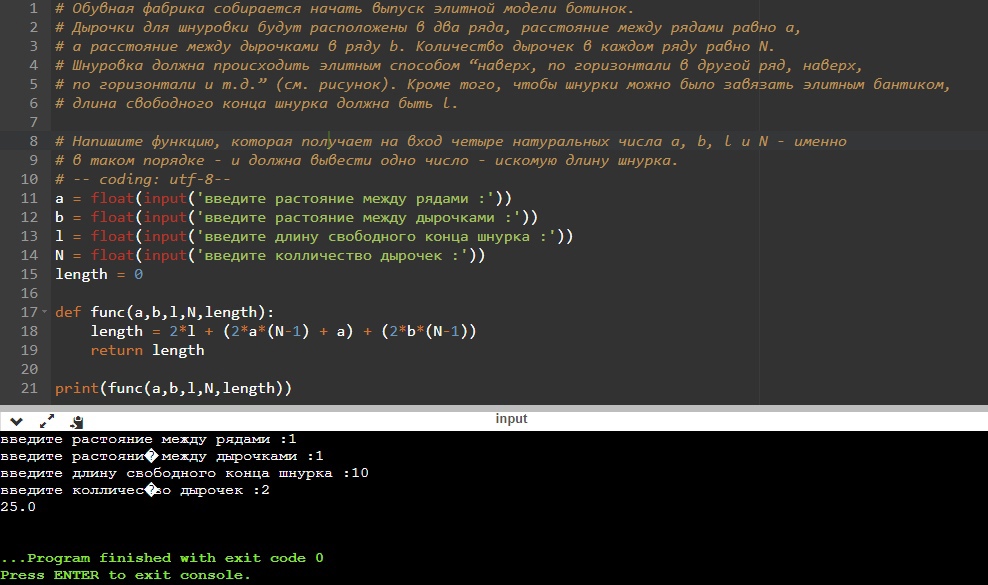 1 # Обувная фабрика собирается начать выпуск элитной модели ботинок.
2 # Дырочки для шнуровки будут расположены в два ряда, расстояние между рядами равно a,
3 # а расстояние между дырочками в ряду b. Количество дырочек в каждом ряду равно N.
4 # Шнуровка должна происходить элитным способом “наверх, по горизонтали в другой ряд, наверх,
5 # по горизонтали и т.д.” (см. рисунок). Кроме того, чтобы шнурки можно было завязать элитным бантиком,
6 # длина свободного конца шнурка должна быть l.
7
8 # Напишите функцию, которая получает на вход четыре натуральных числа a, b, l и N - именно
9 # в таком порядке - и должна вывести одно число - искомую длину шнурка.
10 # -- coding: utf-8--
11 a = float(input('введите растояние между рядами :'))
12 b = float(input('введите растояние между дырочками :'))
13 l = float(input('введите длину свободного конца шнурка :'))
14 N = float(input('введите колличество дырочек :'))
15 length = 0
16
17 def func(a,b,l,N,length):
18 length = 2*l + (2*a*(N-1) + a) + (2*b*(N-1))
19 return length
20
21 print(func(a,b,l,N,length))
input
введите растояние между рядами :1
введите растояни� между дырочками :1
введите длину свободного конца шнурка :10
введите колличес�во дырочек :2
25.0
...Program finished with exit code 0
Press ENTER to exit console.